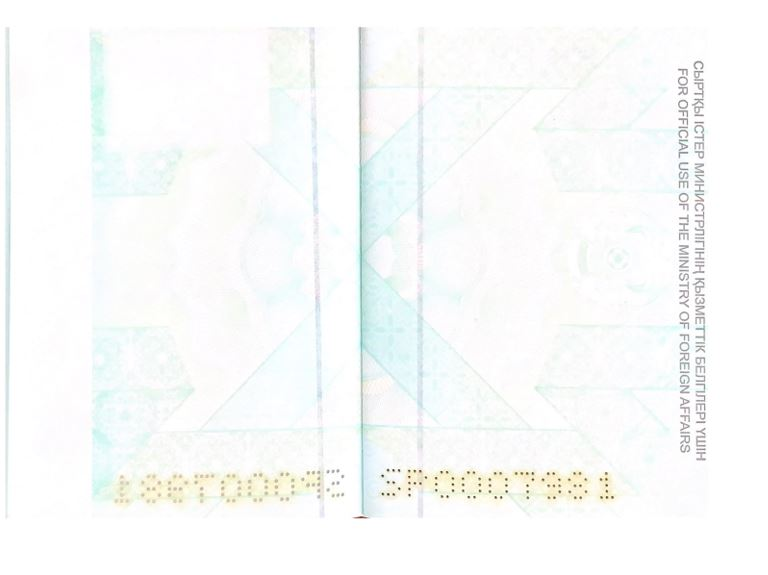 СЫРТҚЫ ІСТЕР МИНИСТРЛІГІНІҢ ҚЫЗМЕТТІК БЕЛГІЛЕРІ ҮШІН
FOR OFFICIAL USE OF THE MINISTRY OF FOREIGN AFFAIRS
SP0007981